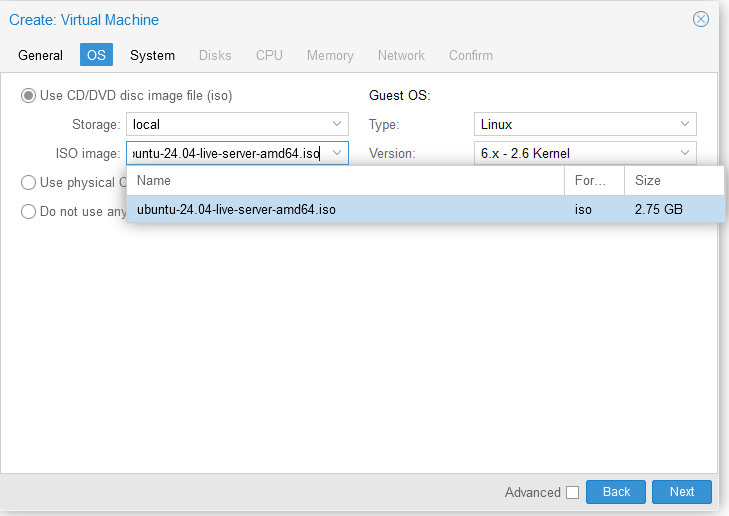 Create: Virtual Machine
General OS System Disks CPU Memory Network Confirm
Use CD/DVD disc image file (iso) Guest OS:
Storage: local Type: Linux
ISO image: untu-24.04-live-server-amd64.iso Version: 6.x - 2.6 Kernel
Use physical C
Name For... Size
Do not use any
ubuntu-24.04-live-server-amd64.iso iso 2.75 GB
Advanced Back Next